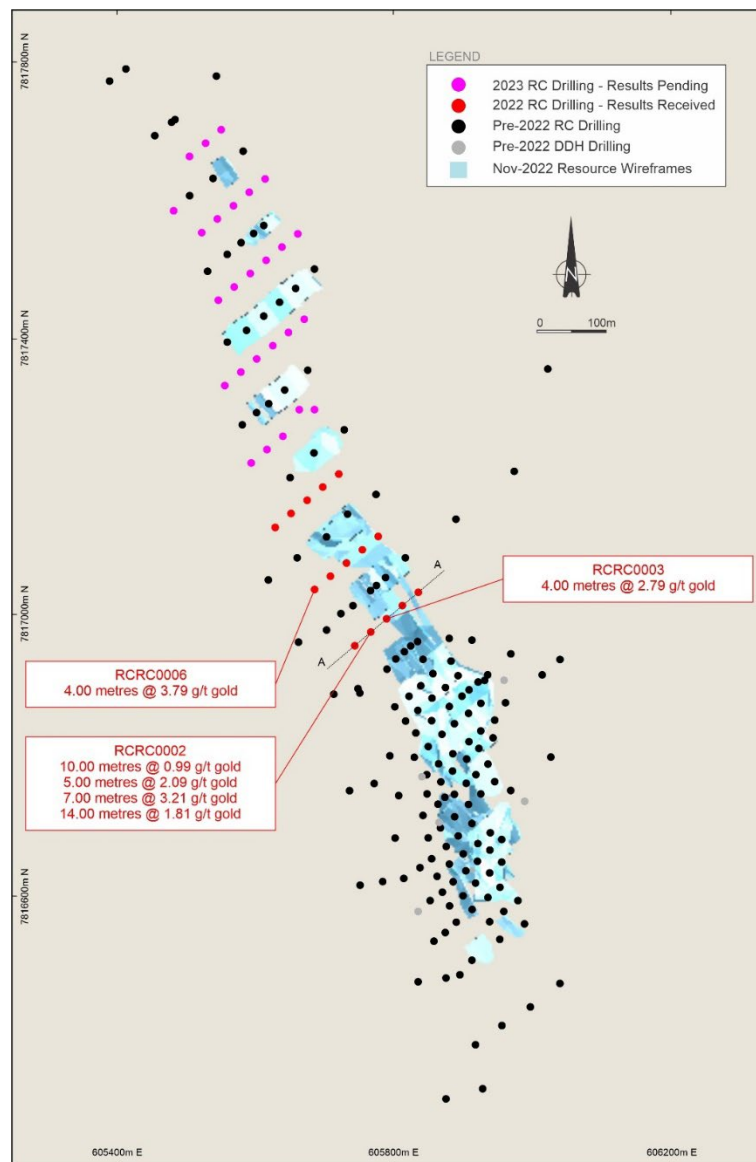 LEGEND
2023 RC Drilling - Results Pending
2022 RC Drilling - Results Received
Pre-2022 RC Drilling
Pre-2022 DDH Drilling
Nov-2022 Resource Wireframes
N
0 100m
7817800m N
7817400m N
7817000m N
7816600m N
A
A
RCRC0003
4.00 metres @ 2.79 g/t gold
RCRC0006
4.00 metres @ 3.79 g/t gold
RCRC0002
10.00 metres @ 0.99 g/t gold
5.00 metres @ 2.09 g/t gold
7.00 metres @ 3.21 g/t gold
14.00 metres @ 1.81 g/t gold
605400m E
605800m E
606200m E